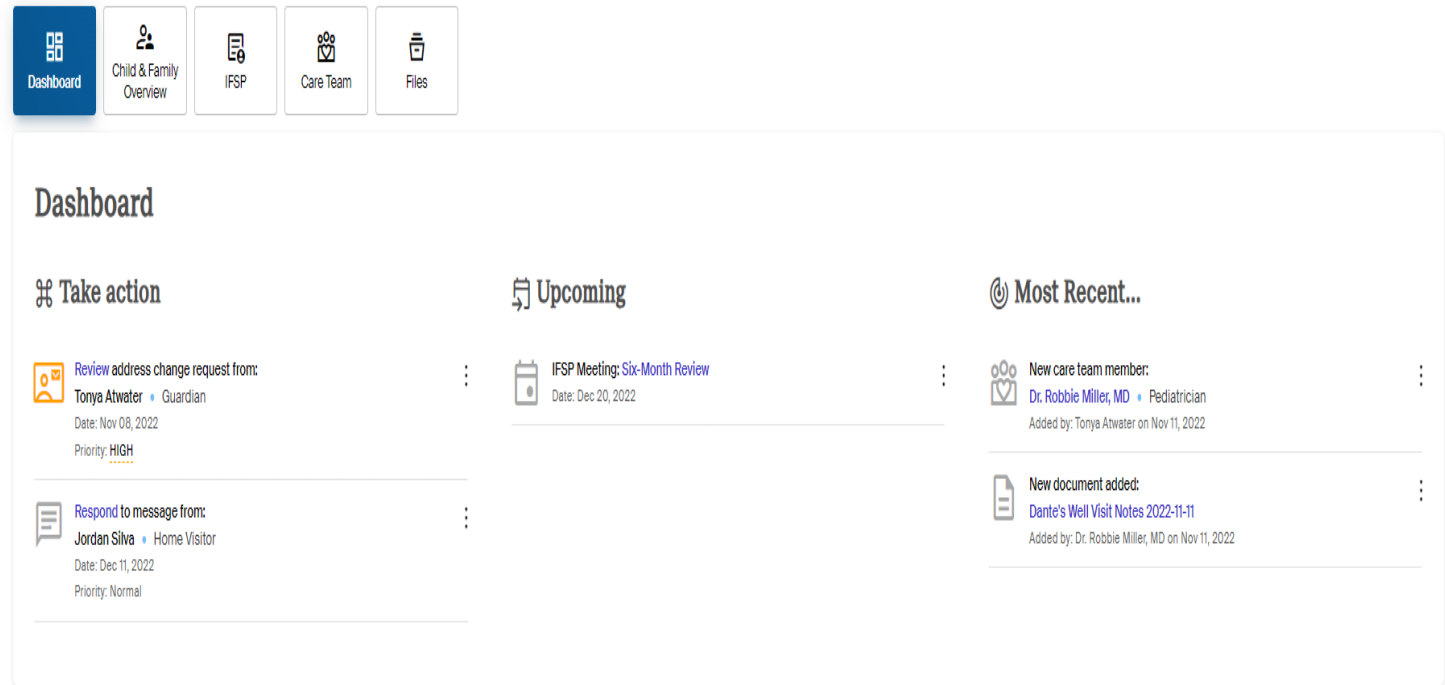 Dashboard
Child & Family
Overview
IFSP
Care Team
Files
Dashboard
Take action
Review address change request from:
Tonya Atwater • Guardian
Date: Nov 08, 2022
Priority: HIGH
Respond to message from:
Jordan Silva • Home Visitor
Date: Dec 11, 2022
Priority: Normal
Upcoming
IFSP Meeting: Six-Month Review
Date: Dec 20, 2022
Most Recent...
New care team member:
Dr. Robbie Miller, MD • Pediatrician
Added by: Tonya Atwater on Nov 11, 2022
New document added:
Dante's Well Visit Notes 2022-11-11
Added by: Dr. Robbie Miller, MD on Nov 11, 2022